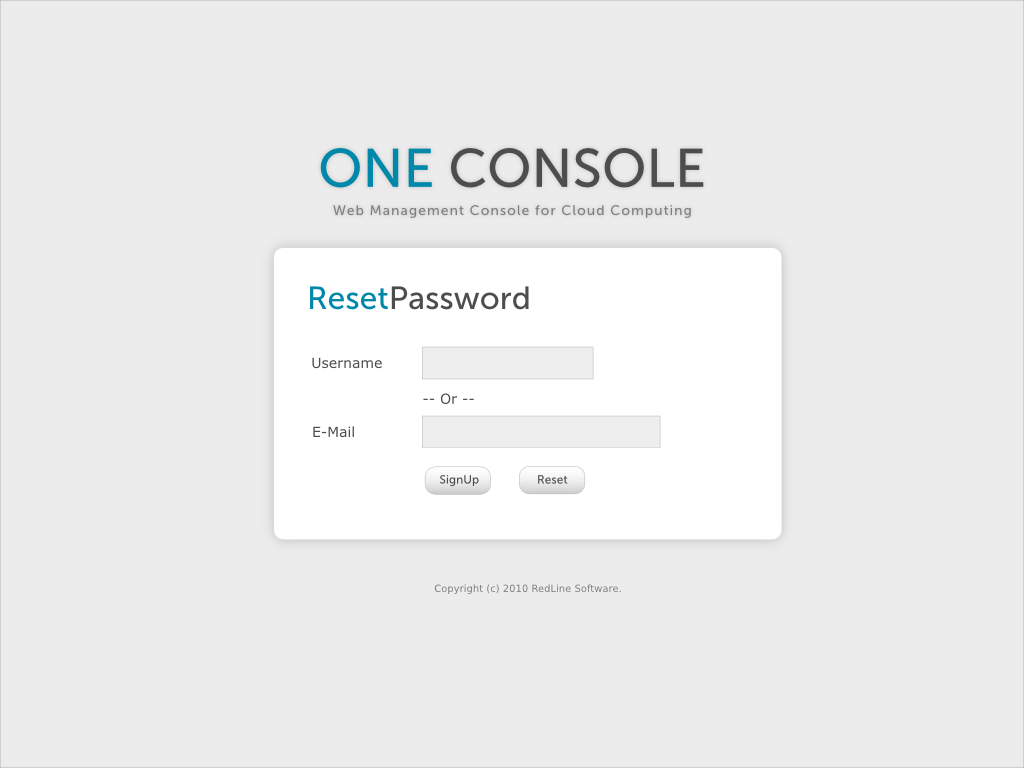 ONE CONSOLE
Web Management Console for Cloud Computing
ResetPassword
Username
-- Or --
E-Mail
SignUp Reset
Copyright (c) 2010 RedLine Software.